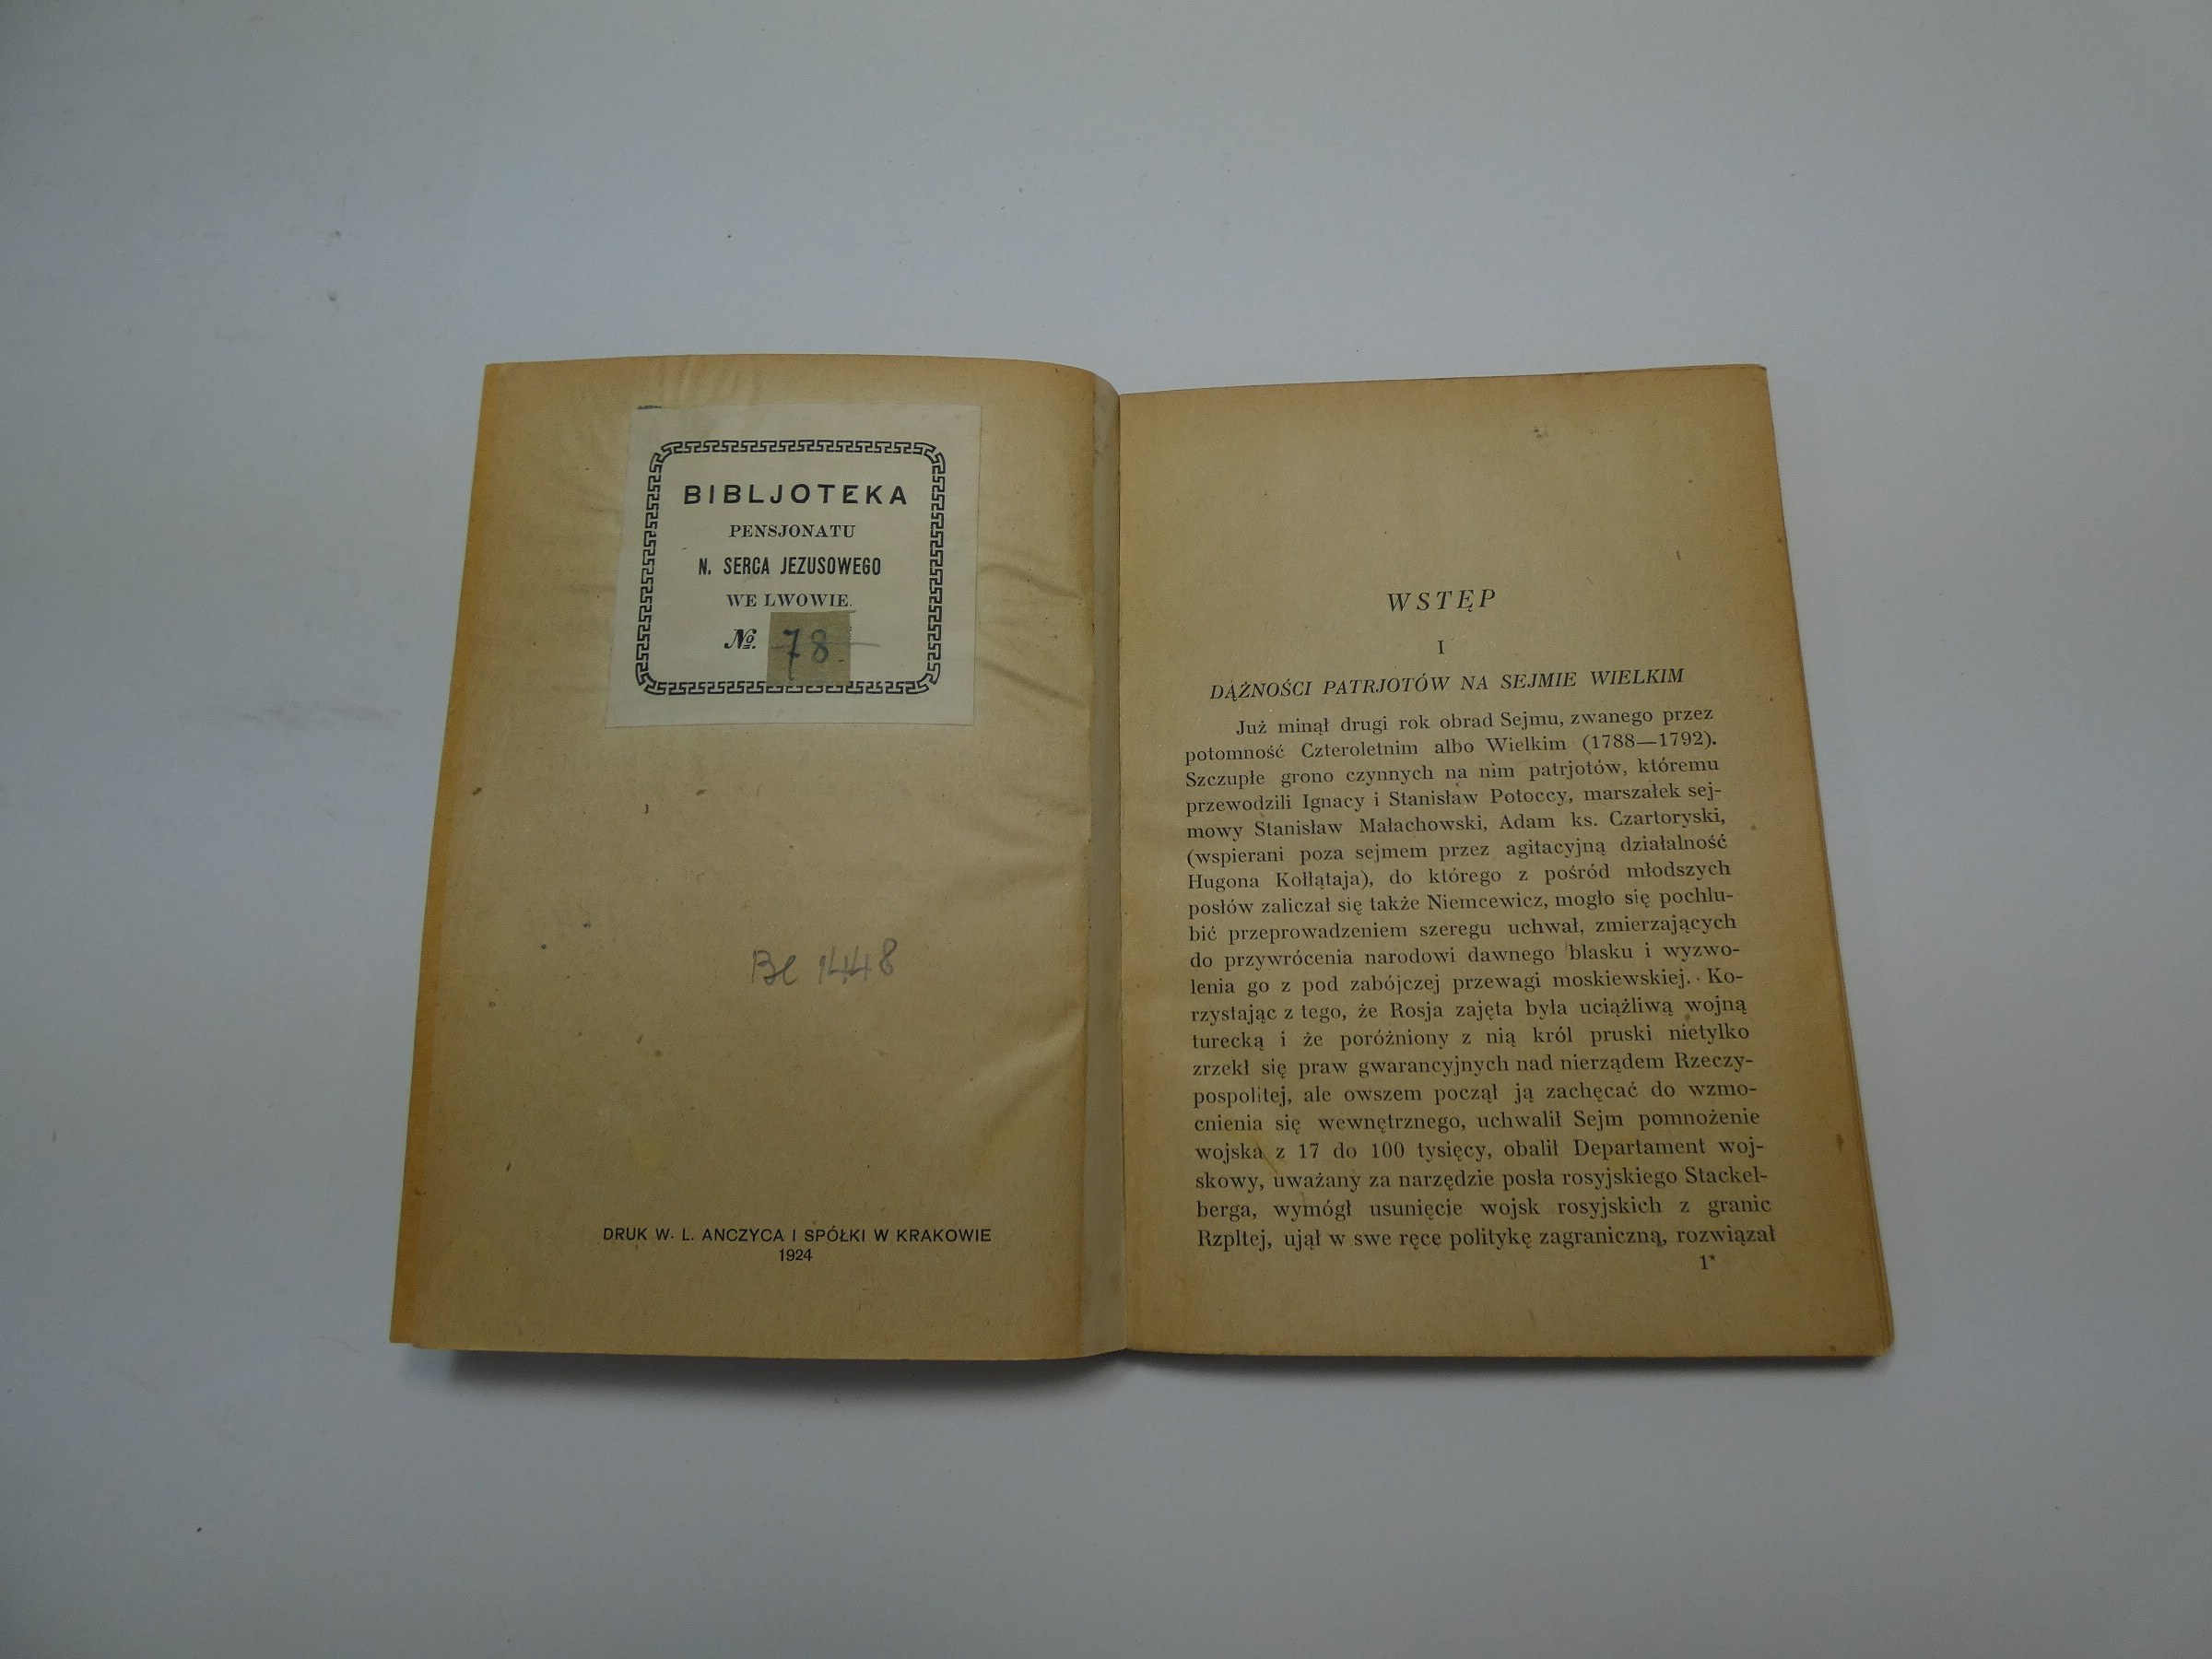 BIBLJOTEKA
PENSJONATU
N. SERCA JEZUSOWEGO
WE LWOWIE.
№. 78
Be 1448
DRUK W. L. ANCZYCA I SPÓŁKI W KRAKOWIE
1924
WSTĘP
I
DĄŻNOŚCI PATRJOTÓW NA SEJMIE WIELKIM
Już minął drugi rok obrad Sejmu, zwanego przez
potomność Czteroletnim albo Wielkim (1788—1792).
Szczupłe grono czynnych na nim patrjotów, któremu
przewodzili Ignacy i Stanisław Potoccy, marszałek sej-
mowy Stanisław Małachowski, Adam ks. Czartoryski,
(wspierani poza sejmem przez agitacyjną działalność
Hugona Kołłątaja), do którego z pośród młodszych
posłów zaliczał się także Niemcewicz, mogło się pochlu-
bić przeprowadzeniem szeregu uchwał, zmierzających
do przywrócenia narodowi dawnego blasku i wyzwo-
lenia go z pod zabójczej przewagi moskiewskiej. Ko-
rzystając z tego, że Rosja zajęta była uciążliwą wojną
turecką i że poróżniony z nią król pruski nietylko
zrzekł się praw gwarancyjnych nad nierządem Rzeczy-
pospolitej, ale owszem począł ją zachęcać do wzmo-
cnienia się wewnętrznego, uchwalił Sejm pomnożenie
wojska z 17 do 100 tysięcy, obalił Departament woj-
skowy, uważany za narzędzie posła rosyjskiego Stackel-
berga, wymógł usunięcie wojsk rosyjskich z granic
Rzpltej, ujął w swe ręce politykę zagraniczną, rozwiązał
1*